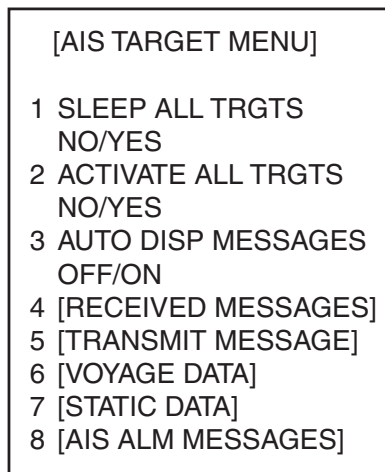 [AIS TARGET MENU]
1 SLEEP ALL TRGTS
NO/YES
2 ACTIVATE ALL TRGTS
NO/YES
3 AUTO DISP MESSAGES
OFF/ON
4 [RECEIVED MESSAGES]
5 [TRANSMIT MESSAGE]
6 [VOYAGE DATA]
7 [STATIC DATA]
8 [AIS ALM MESSAGES]